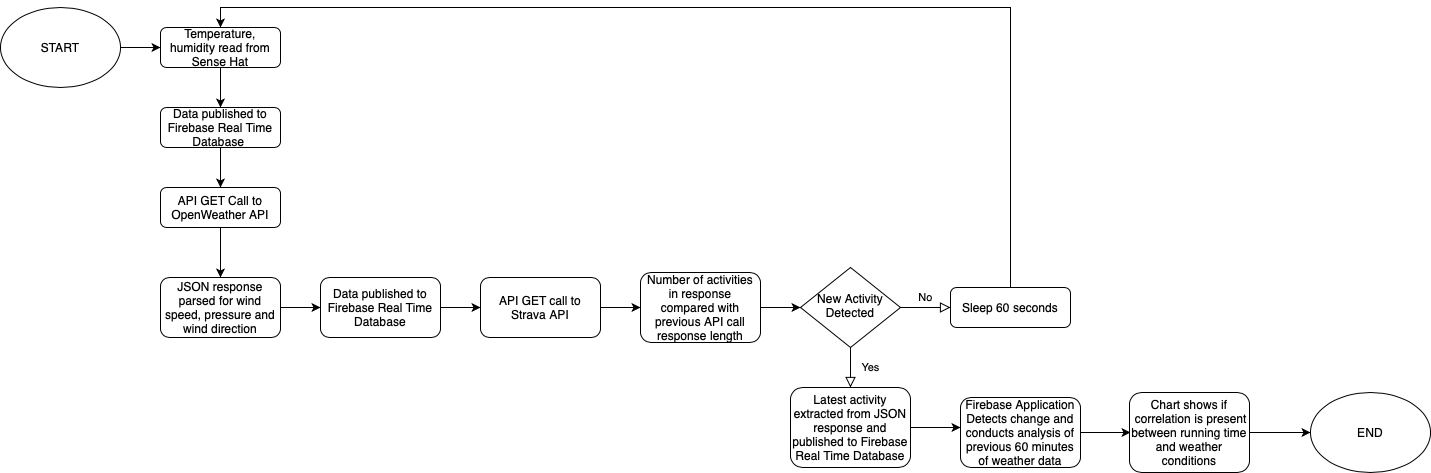 START
Temperature,
humidity read from
Sense Hat
Data published to
Firebase Real Time
Database
API GET Call to
OpenWeather API
JSON response
parsed for wind
speed, pressure and
wind direction
Data published to
Firebase Real Time
Database
API GET call to
Strava API
Number of activities
in response
compared with
previous API call
response length
New Activity
Detected
No
Sleep 60 seconds
Yes
Latest activity
extracted from JSON
response and
published to Firebase
Real Time Database
Firebase Application
Detects change and
conducts analysis of
previous 60 minutes
of weather data
Chart shows if
correlation is present
between running time
and weather
conditions
END